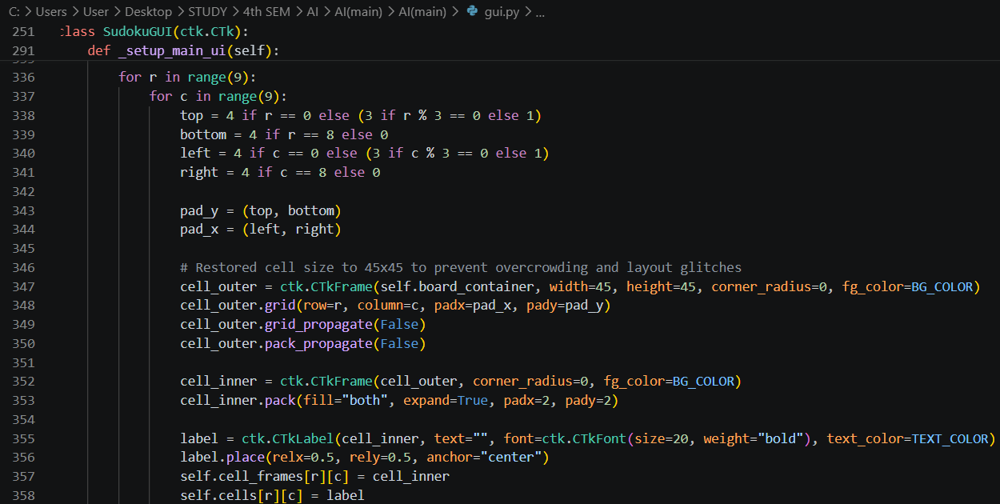 C: > Users > User > Desktop > STUDY > 4th SEM > AI > AI(main) > AI(main) > gui.py > ...
251 class SudokuGUI(ctk.CTk):
291     def _setup_main_ui(self):
336         for r in range(9):
337             for c in range(9):
338                 top = 4 if r == 0 else (3 if r % 3 == 0 else 1)
339                 bottom = 4 if r == 8 else 0
340                 left = 4 if c == 0 else (3 if c % 3 == 0 else 1)
341                 right = 4 if c == 8 else 0
342
343                 pad_y = (top, bottom)
344                 pad_x = (left, right)
345
346                 # Restored cell size to 45x45 to prevent overcrowding and layout glitches
347                 cell_outer = ctk.CTkFrame(self.board_container, width=45, height=45, corner_radius=0, fg_color=BG_COLOR)
348                 cell_outer.grid(row=r, column=c, padx=pad_x, pady=pad_y)
349                 cell_outer.grid_propagate(False)
350                 cell_outer.pack_propagate(False)
351
352                 cell_inner = ctk.CTkFrame(cell_outer, corner_radius=0, fg_color=BG_COLOR)
353                 cell_inner.pack(fill="both", expand=True, padx=2, pady=2)
354
355                 label = ctk.CTkLabel(cell_inner, text="", font=ctk.CTkFont(size=20, weight="bold"), text_color=TEXT_COLOR)
356                 label.place(relx=0.5, rely=0.5, anchor="center")
357                 self.cell_frames[r][c] = cell_inner
358                 self.cells[r][c] = label